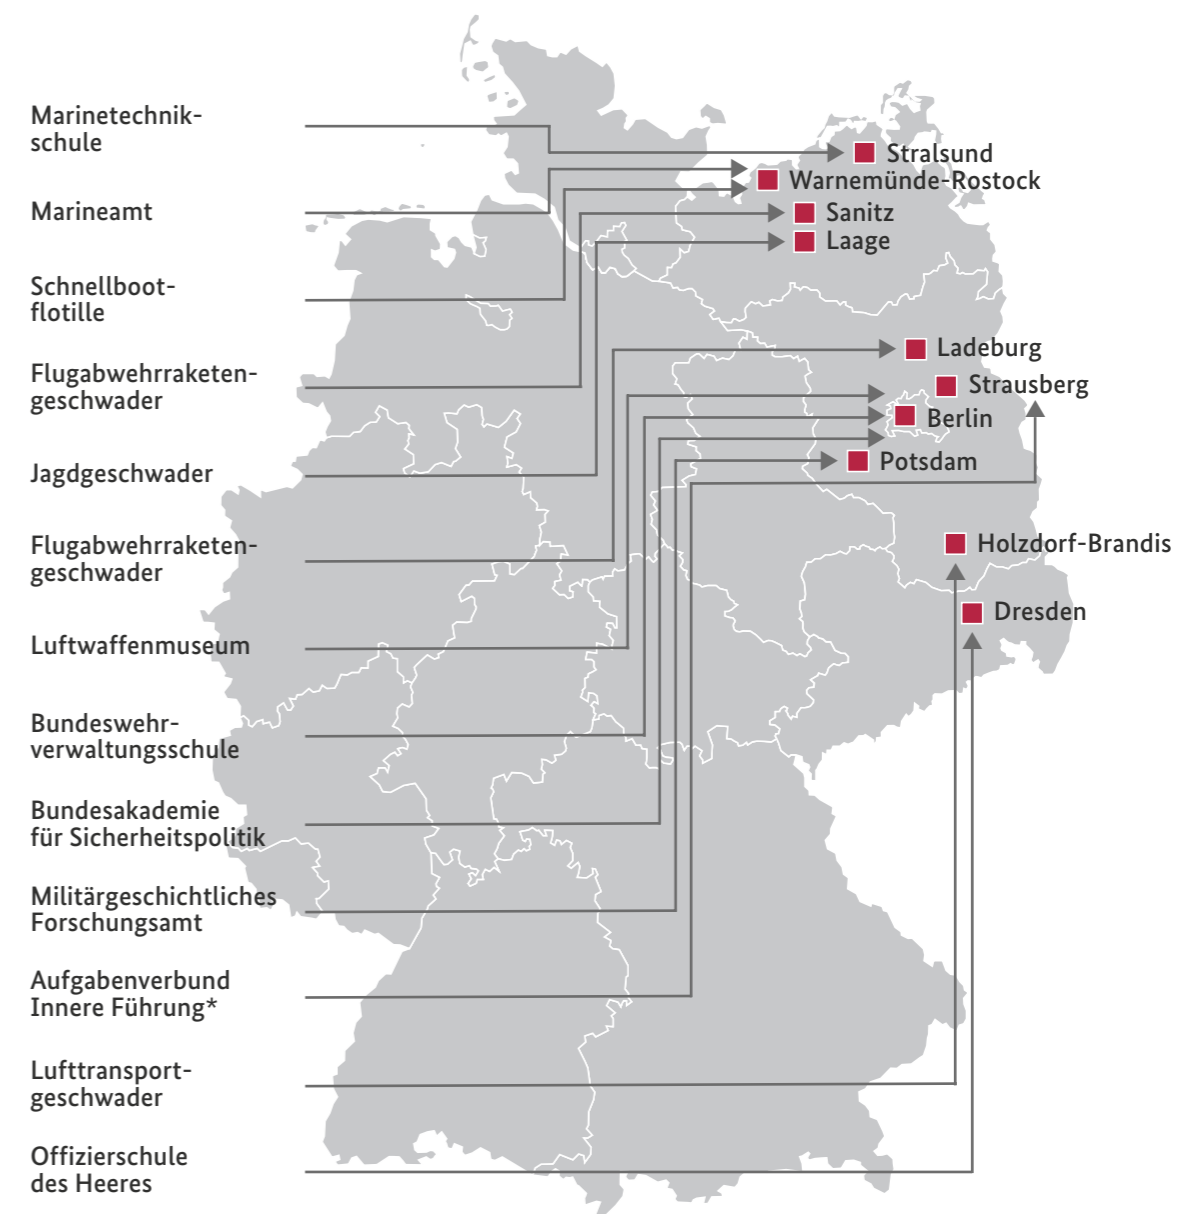 Marinetechnik-
schule
Marineamt
Schnellboot-
flotille
Flugabwehrraketen-
geschwader
Jagdgeschwader
Flugabwehrraketen-
geschwader
Luftwaffenmuseum
Bundeswehr-
verwaltungsschule
Bundesakademie
für Sicherheitspolitik
Militärgeschichtliches
Forschungsamt
Aufgabenverbund
Innere Führung*
Lufttransport-
geschwader
Offizierschule
des Heeres
Stralsund
Warnemünde-Rostock
Sanitz
Laage
Ladeburg
Strausberg
Berlin
Potsdam
Holzdorf-Brandis
Dresden